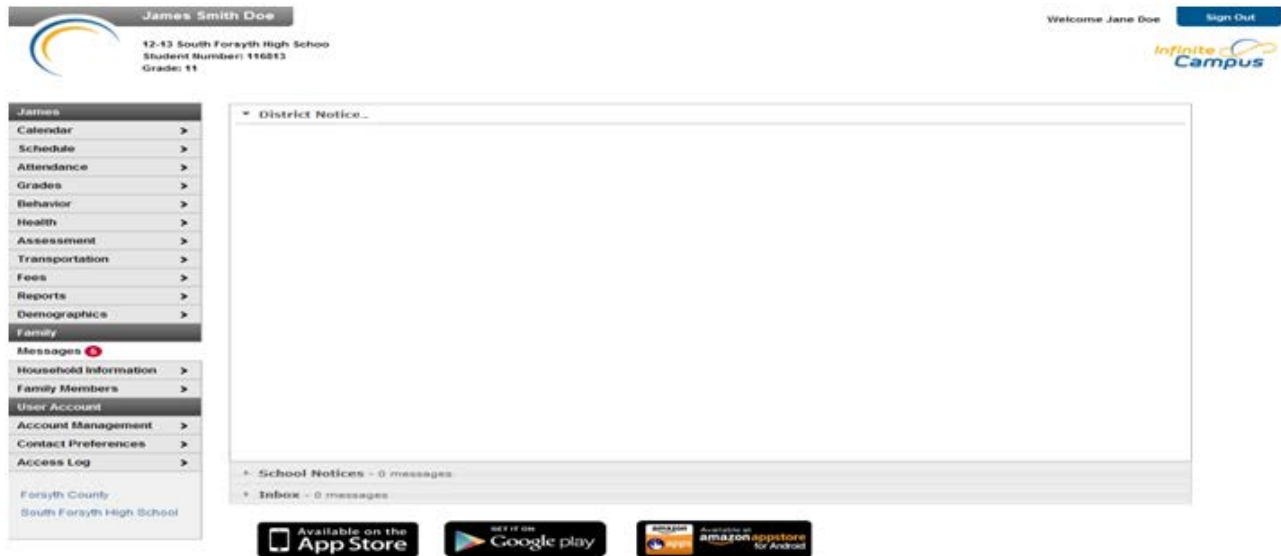 James Smith Doe
Welcome Jane Doe
Sign Out
12-13 South Forsyth High Schoo
Student Number: 116813
Grade: 11
Infinite
Campus
James
District Notice...
Calendar
Schedule
Attendance
Grades
Behavior
Health
Assessment
Transportation
Fees
Reports
Demographics
Family
Messages 5
Household Information
Family Members
User Account
Account Management
Contact Preferences
Access Log
School Notices - 0 messages
Inbox - 0 messages
Forsyth County
South Forsyth High School
Available on the
App Store
GET IT ON
Google play
amazon
apps
Available at
amazon appstore
for Android